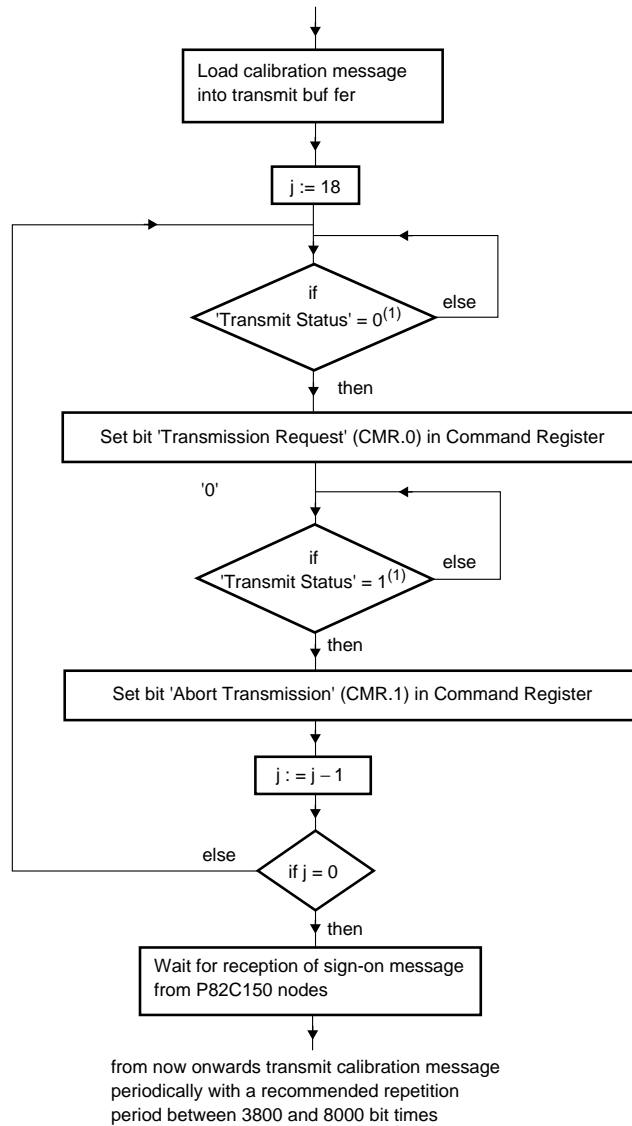 Load calibration message
into transmit buf fer
j := 18
if
'Transmit Status' = 0(1)
else
then
Set bit 'Transmission Request' (CMR.0) in Command Register
'0'
if
'Transmit Status' = 1(1)
else
then
Set bit 'Abort Transmission' (CMR.1) in Command Register
j : = j – 1
else
if j = 0
then
Wait for reception of sign-on message
from P82C150 nodes
from now onwards transmit calibration message
periodically with a recommended repetition
period between 3800 and 8000 bit times